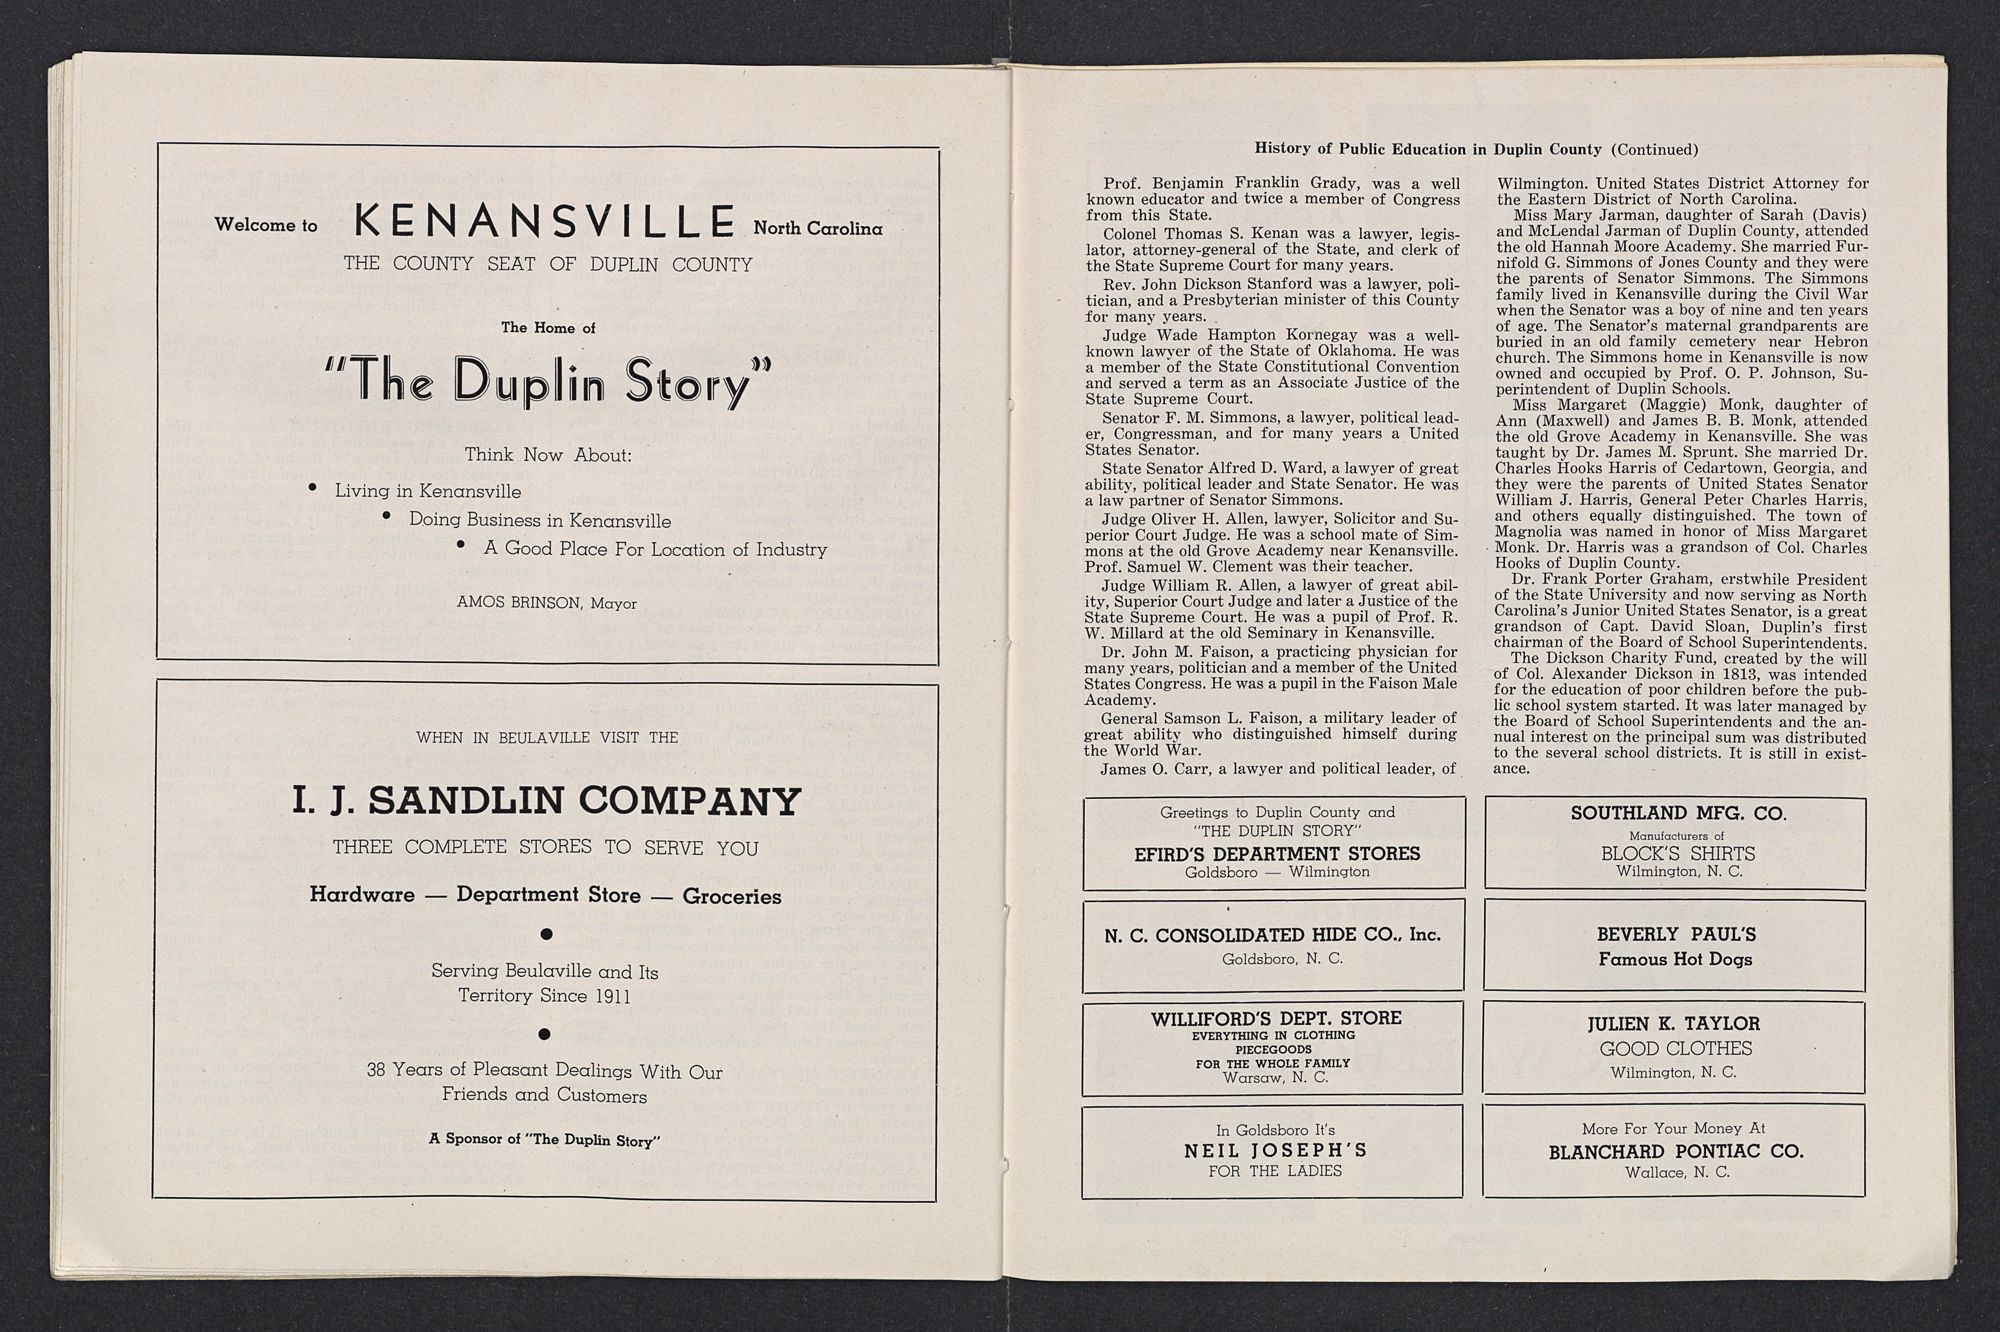 Welcome to KENANSVILLE North Carolina
THE COUNTY SEAT OF DUPLIN COUNTY
The Home of
"The Duplin Story"
Think Now About:
• Living in Kenansville
• Doing Business in Kenansville
• A Good Place For Location of Industry
AMOS BRINSON, Mayor
WHEN IN BEULAVILLE VISIT THE
I. J. SANDLIN COMPANY
THREE COMPLETE STORES TO SERVE YOU
Hardware — Department Store — Groceries
•
Serving Beulaville and Its
Territory Since 1911
•
38 Years of Pleasant Dealings With Our
Friends and Customers
A Sponsor of "The Duplin Story"
History of Public Education in Duplin County (Continued)
Prof. Benjamin Franklin Grady, was a well
known educator and twice a member of Congress
from this State.
Colonel Thomas S. Kenan was a lawyer, legis-
lator, attorney-general of the State, and clerk of
the State Supreme Court for many years.
Rev. John Dickson Stanford was a lawyer, poli-
tician, and a Presbyterian minister of this County
for many years.
Judge Wade Hampton Kornegay was a well-
known lawyer of the State of Oklahoma. He was
a member of the State Constitutional Convention
and served a term as an Associate Justice of the
State Supreme Court.
Senator F. M. Simmons, a lawyer, political lead-
er, Congressman, and for many years a United
States Senator.
State Senator Alfred D. Ward, a lawyer of great
ability, political leader and State Senator. He was
a law partner of Senator Simmons.
Judge Oliver H. Allen, lawyer, Solicitor and Su-
perior Court Judge. He was a school mate of Sim-
mons at the old Grove Academy near Kenansville.
Prof. Samuel W. Clement was their teacher.
Judge William R. Allen, a lawyer of great abil-
ity, Superior Court Judge and later a Justice of the
State Supreme Court. He was a pupil of Prof. R.
W. Millard at the old Seminary in Kenansville.
Dr. John M. Faison, a practicing physician for
many years, politician and a member of the United
States Congress. He was a pupil in the Faison Male
Academy.
General Samson L. Faison, a military leader of
great ability who distinguished himself during
the World War.
James O. Carr, a lawyer and political leader, of
Wilmington. United States District Attorney for
the Eastern District of North Carolina.
Miss Mary Jarman, daughter of Sarah (Davis)
and McLendal Jarman of Duplin County, attended
the old Hannah Moore Academy. She married Fur-
nifold G. Simmons of Jones County and they were
the parents of Senator Simmons. The Simmons
family lived in Kenansville during the Civil War
when the Senator was a boy of nine and ten years
of age. The Senator's maternal grandparents are
buried in an old family cemetery near Hebron
church. The Simmons home in Kenansville is now
owned and occupied by Prof. O. P. Johnson, Su-
perintendent of Duplin Schools.
Miss Margaret (Maggie) Monk, daughter of
Ann (Maxwell) and James B. B. Monk, attended
the old Grove Academy in Kenansville. She was
taught by Dr. James M. Sprunt. She married Dr.
Charles Hooks Harris of Cedartown, Georgia, and
they were the parents of United States Senator
William J. Harris, General Peter Charles Harris,
and others equally distinguished. The town of
Magnolia was named in honor of Miss Margaret
Monk. Dr. Harris was a grandson of Col. Charles
Hooks of Duplin County.
Dr. Frank Porter Graham, erstwhile President
of the State University and now serving as North
Carolina's Junior United States Senator, is a great
grandson of Capt. David Sloan, Duplin's first
chairman of the Board of School Superintendents.
The Dickson Charity Fund, created by the will
of Col. Alexander Dickson in 1813, was intended
for the education of poor children before the pub-
lic school system started. It was later managed by
the Board of School Superintendents and the an-
nual interest on the principal sum was distributed
to the several school districts. It is still in exist-
ance.
Greetings to Duplin County and
"THE DUPLIN STORY"
EFIRD'S DEPARTMENT STORES
Goldsboro — Wilmington
SOUTHLAND MFG. CO.
Manufacturers of
BLOCK'S SHIRTS
Wilmington, N. C.
N. C. CONSOLIDATED HIDE CO., Inc.
Goldsboro, N. C.
BEVERLY PAUL'S
Famous Hot Dogs
WILLIFORD'S DEPT. STORE
EVERYTHING IN CLOTHING
PIECEGOODS
FOR THE WHOLE FAMILY
Warsaw, N. C.
JULIEN K. TAYLOR
GOOD CLOTHES
Wilmington, N. C.
In Goldsboro It's
NEIL JOSEPH'S
FOR THE LADIES
More For Your Money At
BLANCHARD PONTIAC CO.
Wallace, N. C.